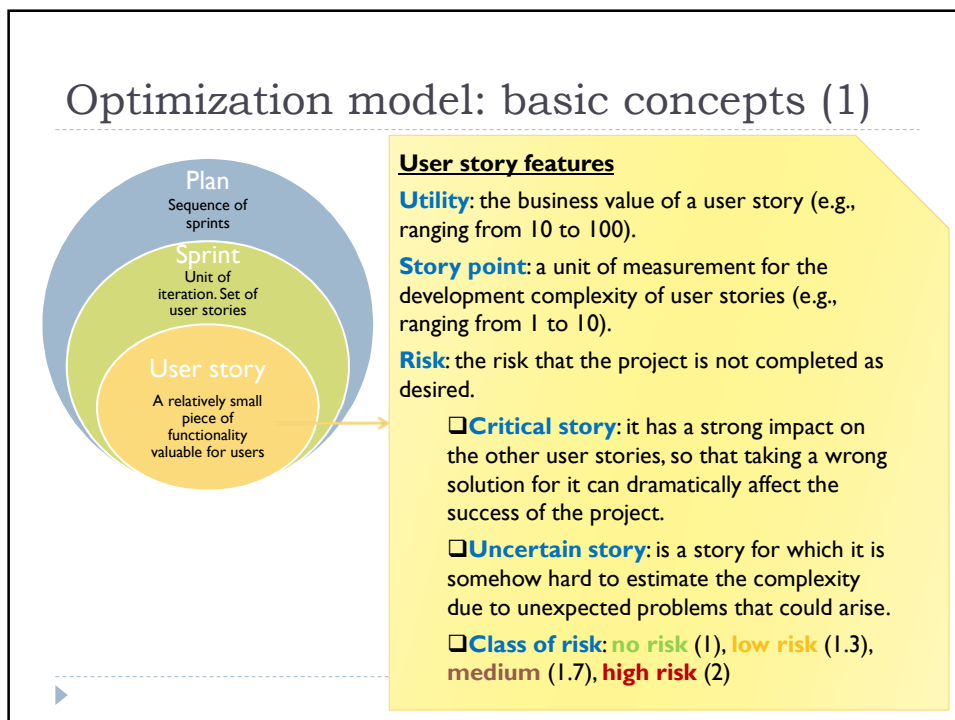 Optimization model: basic concepts (1)
Plan
Sequence of
sprints
Sprint
Unit of
iteration. Set of
user stories
User story
A relatively small
piece of
functionality
valuable for users
User story features
Utility: the business value of a user story (e.g.,
ranging from 10 to 100).
Story point: a unit of measurement for the
development complexity of user stories (e.g.,
ranging from 1 to 10).
Risk: the risk that the project is not completed as
desired.
❑Critical story: it has a strong impact on
the other user stories, so that taking a wrong
solution for it can dramatically affect the
success of the project.
❑Uncertain story: is a story for which it is
somehow hard to estimate the complexity
due to unexpected problems that could arise.
❑Class of risk: no risk (1), low risk (1.3),
medium (1.7), high risk (2)